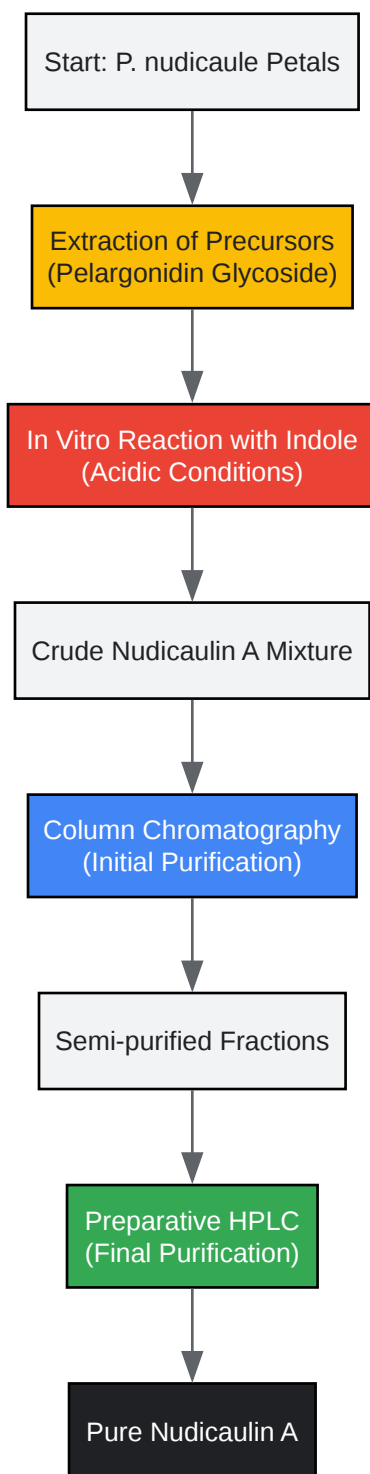 Start: P. nudicaule Petals
Extraction of Precursors
(Pelargonidin Glycoside)
In Vitro Reaction with Indole
(Acidic Conditions)
Crude Nudicaulin A Mixture
Column Chromatography
(Initial Purification)
Semi-purified Fractions
Preparative HPLC
(Final Purification)
Pure Nudicaulin A